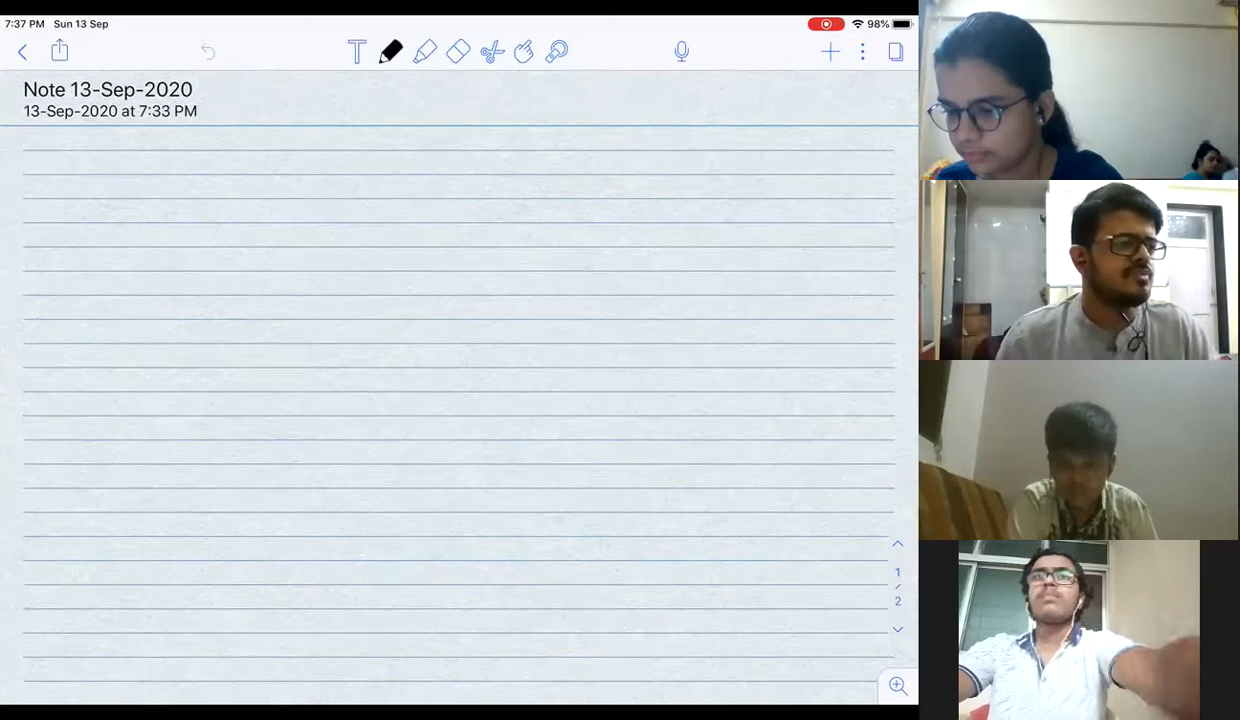 7:37 PM Sun 13 Sep
98%
T
Note 13-Sep-2020
13-Sep-2020 at 7:33 PM
1
2